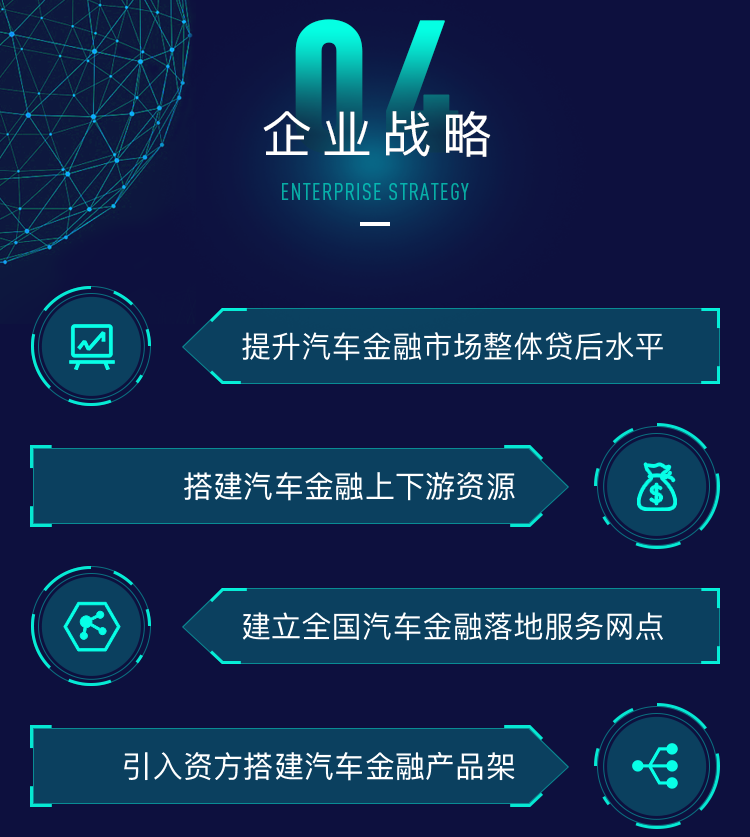 04
企业战略
ENTERPRISE STRATEGY
提升汽车金融市场整体贷后水平
搭建汽车金融上下游资源
建立全国汽车金融落地服务网点
引入资方搭建汽车金融产品架